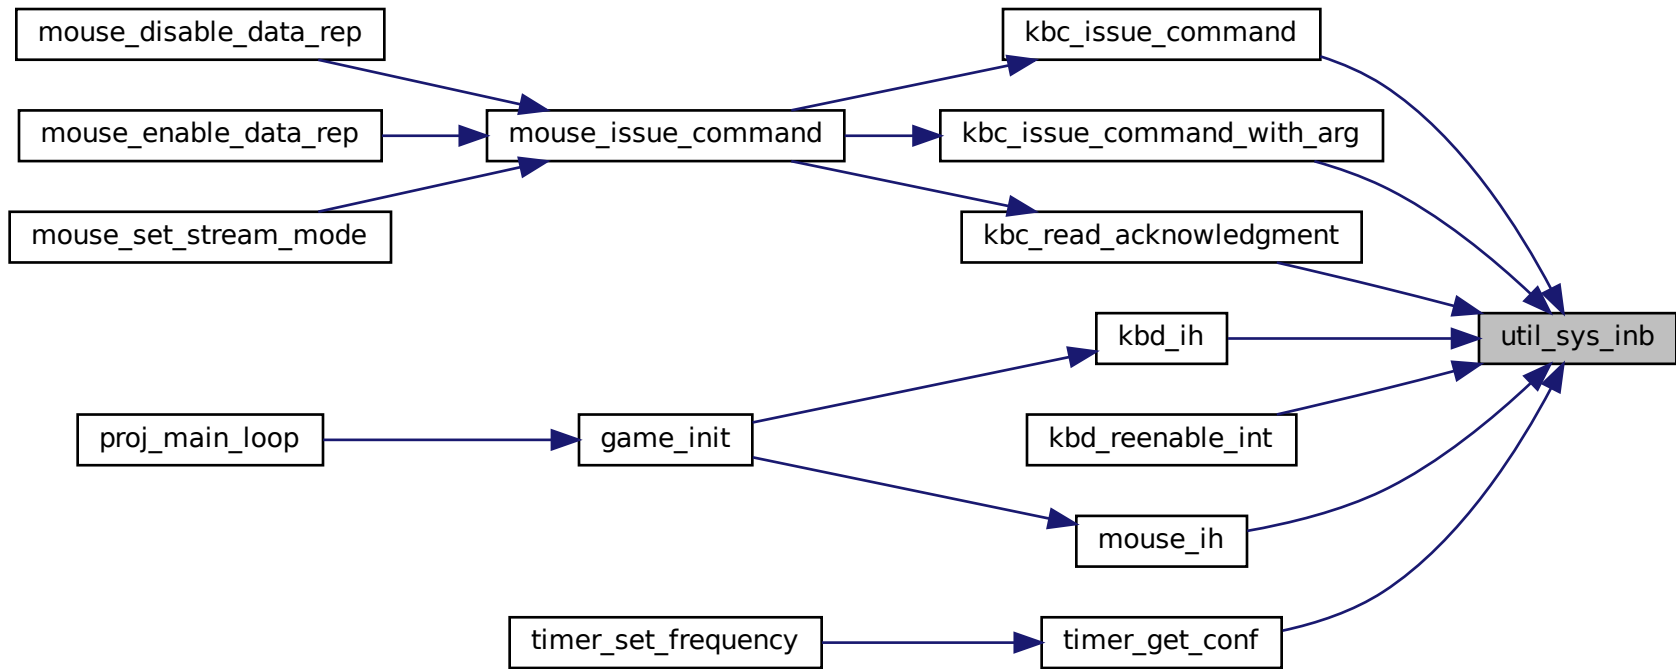 mouse_disable_data_rep
kbc_issue_command
mouse_enable_data_rep
mouse_issue_command
kbc_issue_command_with_arg
mouse_set_stream_mode
kbc_read_acknowledgment
kbd_ih
util_sys_inb
proj_main_loop
game_init
kbd_reenable_int
mouse_ih
timer_set_frequency
timer_get_conf